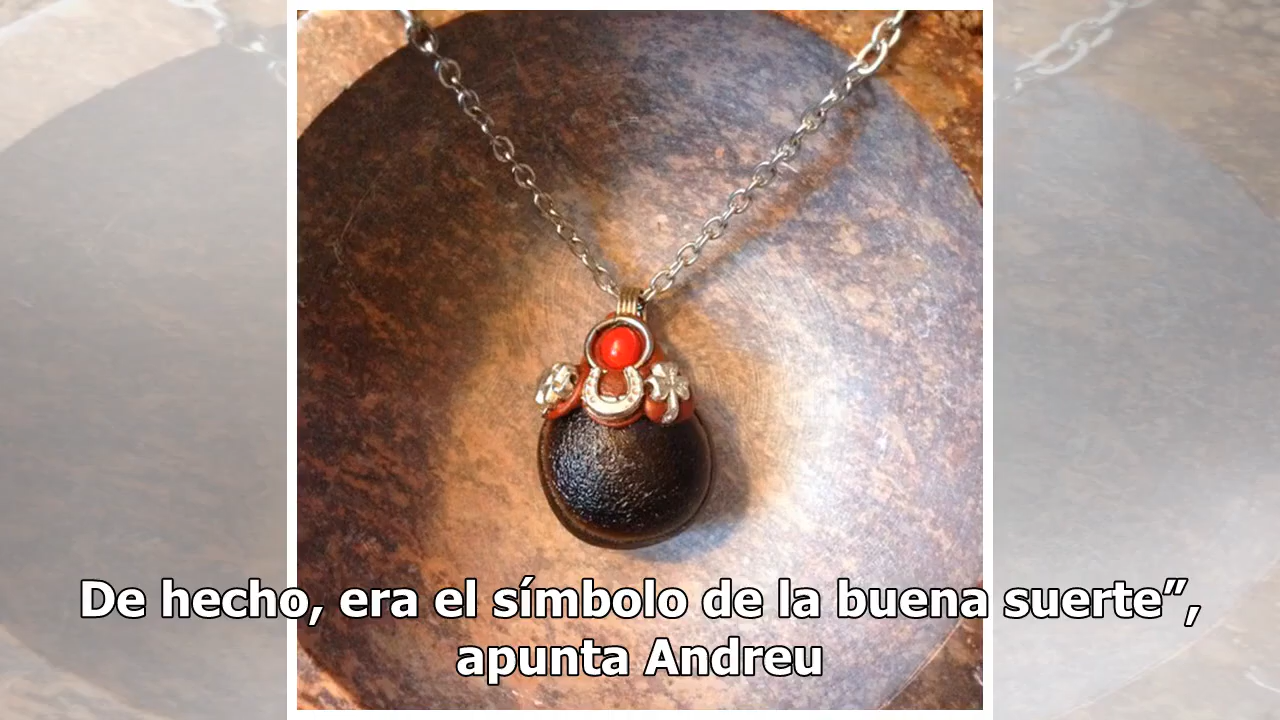 De hecho, era el símbolo de la buena suerte”,
apunta Andreu